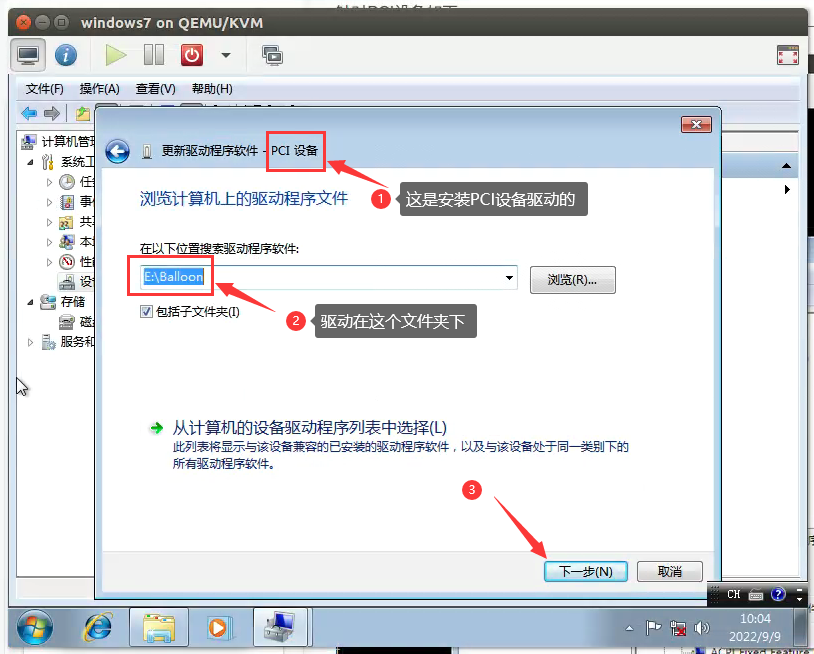 windows7 on QEMU/KVM
文件(F) 操作(A) 查看(V) 帮助(H)
计算机管
系统工
任
事
共
本
性
设
存储
磁
服务和
更新驱动程序软件 - PCI 设备
1 这是安装PCI设备驱动的
浏览计算机上的驱动程序文件
在以下位置搜索驱动程序软件:
E:\Balloon
浏览(R)...
2 驱动在这个文件夹下
包括子文件夹(I)
从计算机的设备驱动程序列表中选择(L)
此列表将显示与该设备兼容的已安装的驱动程序软件，以及与该设备处于同一类别下的
所有驱动程序软件。
3
下一步(N) 取消
CH
10:04
2022/9/9